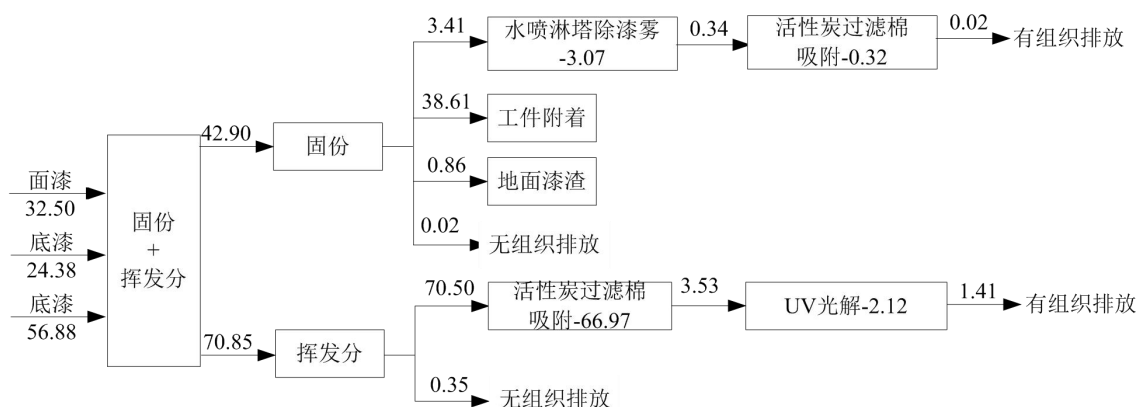 面漆
32.50
底漆
24.38
底漆
56.88
固份
+
挥发分
42.90
固份
3.41
水喷淋塔除漆雾
-3.07
0.34
活性炭过滤棉
吸附-0.32
0.02
有组织排放
38.61
工件附着
0.86
地面漆渣
0.02
无组织排放
70.85
挥发分
70.50
活性炭过滤棉
吸附-66.97
3.53
UV光解-2.12
1.41
有组织排放
0.35
无组织排放